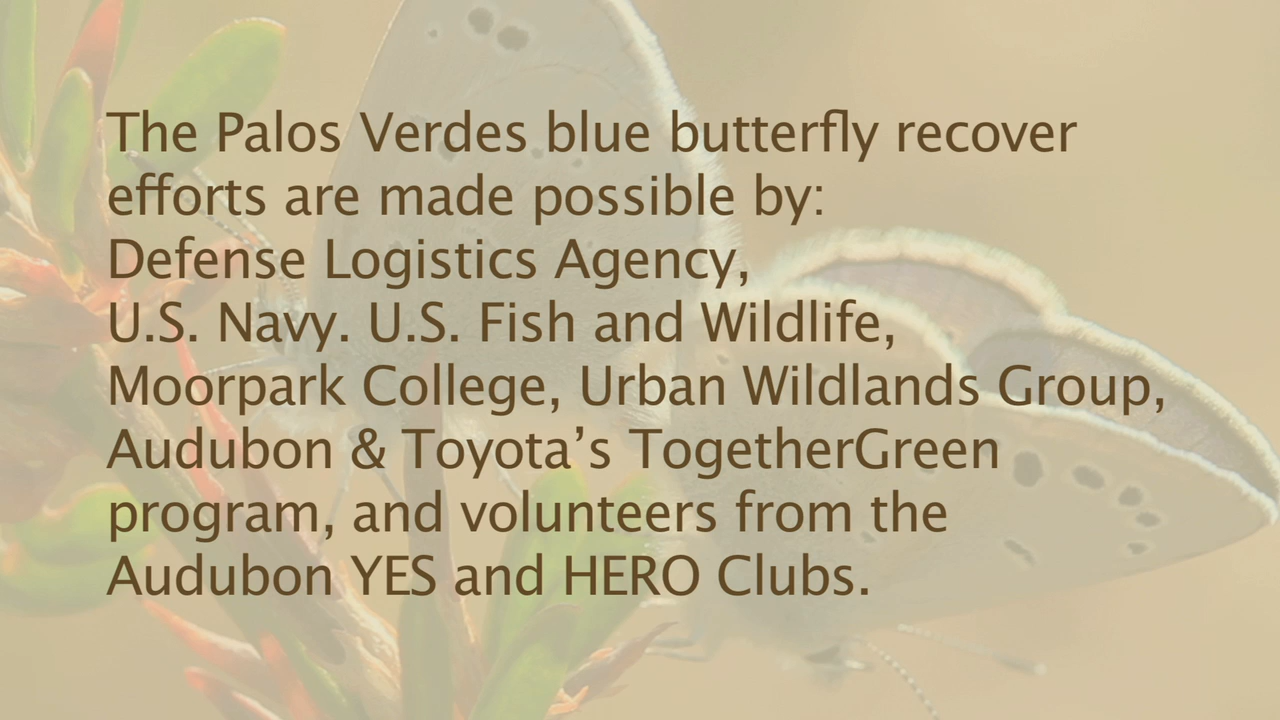 The Palos Verdes blue butterfly recover
efforts are made possible by:
Defense Logistics Agency,
U.S. Navy. U.S. Fish and Wildlife,
Moorpark College, Urban Wildlands Group,
Audubon & Toyota’s TogetherGreen
program, and volunteers from the
Audubon YES and HERO Clubs.